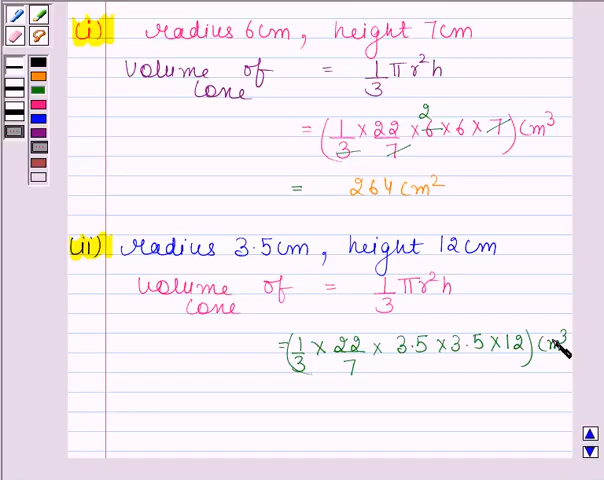 (i) radius 6cm, height 7cm
volume of cone = 1/3 πr²h
= (1/3 × 22/7 × 6 2 × 6 × 7) cm³
= 264 cm²
(ii) radius 3.5cm, height 12cm
volume of cone = 1/3 πr²h
= (1/3 × 22/7 × 3.5 × 3.5 × 12) cm³